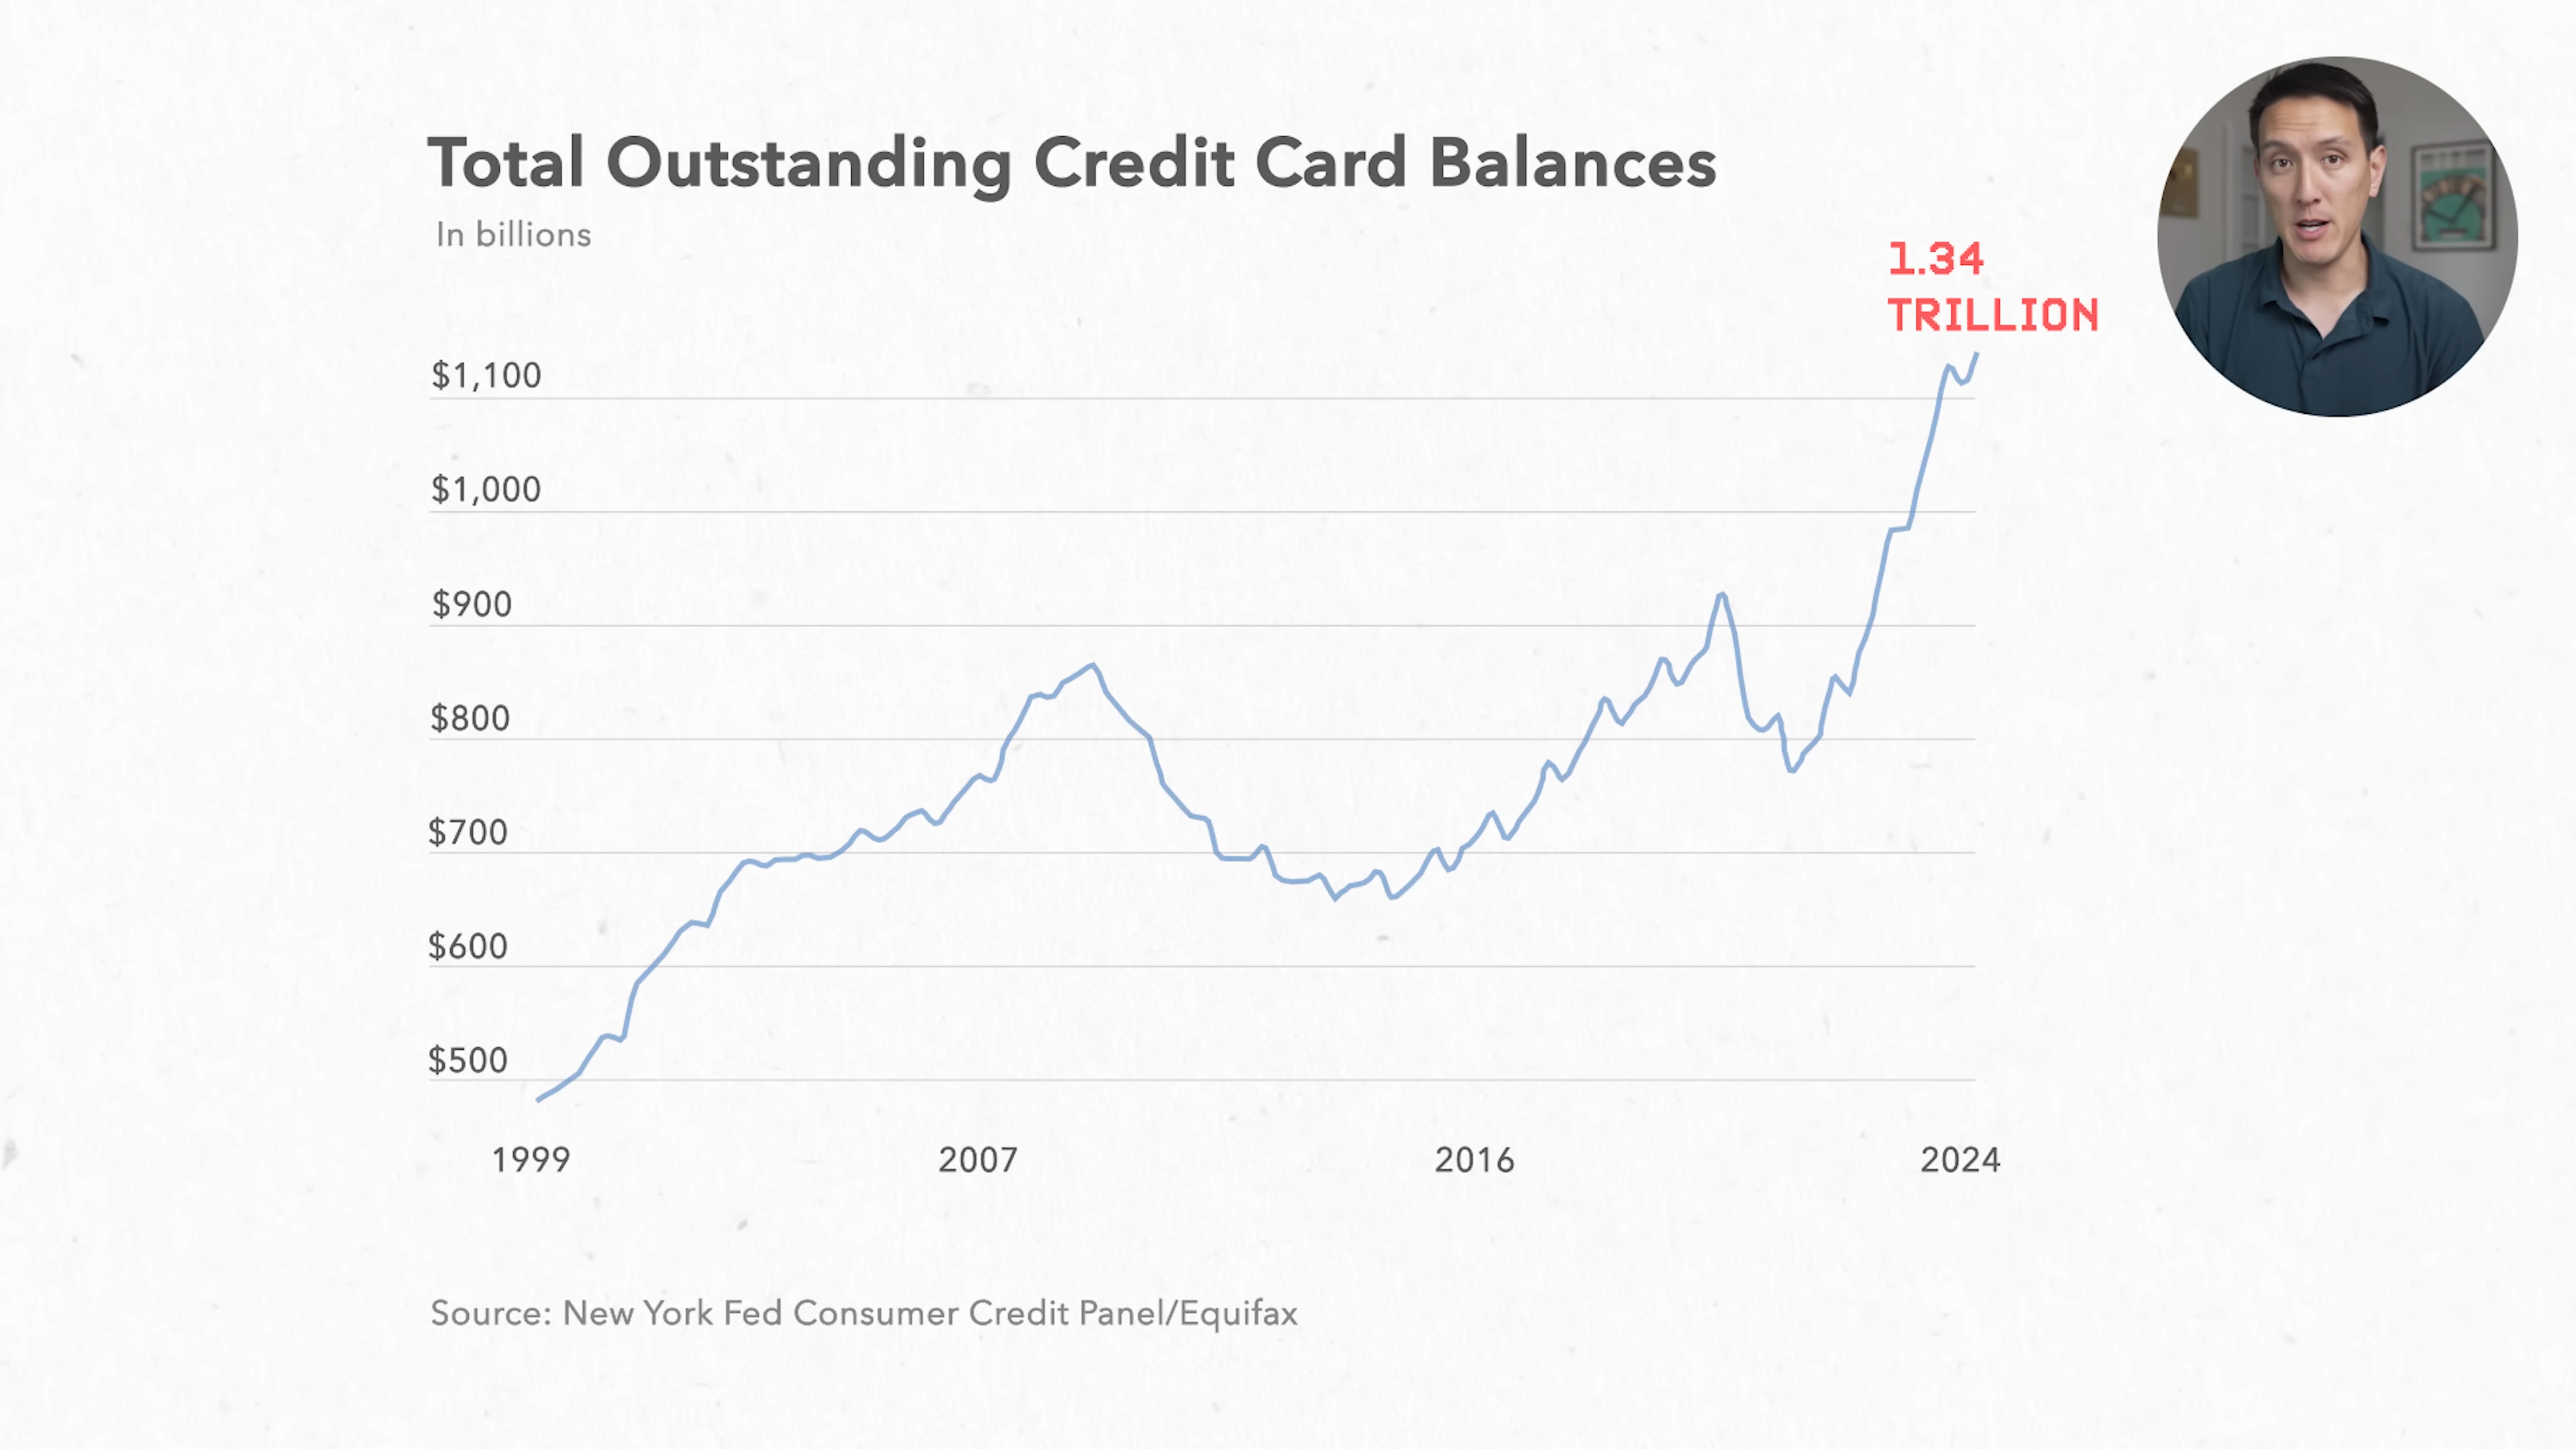 Total Outstanding Credit Card Balances
In billions
1.34
TRILLION
$1,100
$1,000
$900
$800
$700
$600
$500
1999 2007 2016 2024
Source: New York Fed Consumer Credit Panel/Equifax